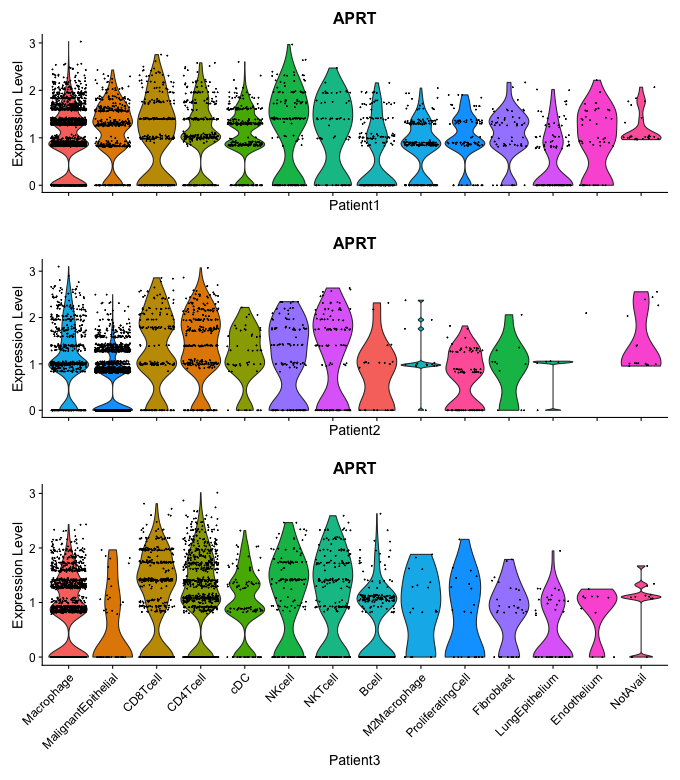 APRT
Expression Level
3
2
1
0
Patient1
APRT
Expression Level
3
2
1
0
Patient2
APRT
Expression Level
3
2
1
0
Macrophage
MalignantEpithelial
CD8Tcell
CD4Tcell
cDC
NKcell
NKTcell
Bcell
M2Macrophage
ProliferatingCell
Fibroblast
LungEpithelium
Endothelium
NotAvail
Patient3